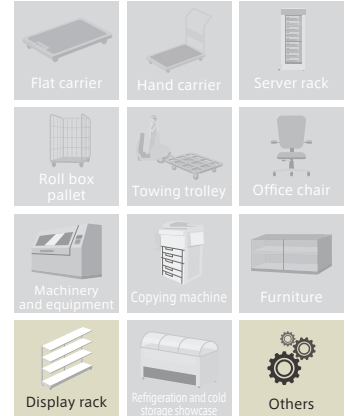 Flat carrier
Hand carrier
Server rack
Roll box
pallet
Towing trolley
Office chair
Machinery
and equipment
Copying machine
Furniture
Display rack
Refrigeration and cold
storage showcase
Others